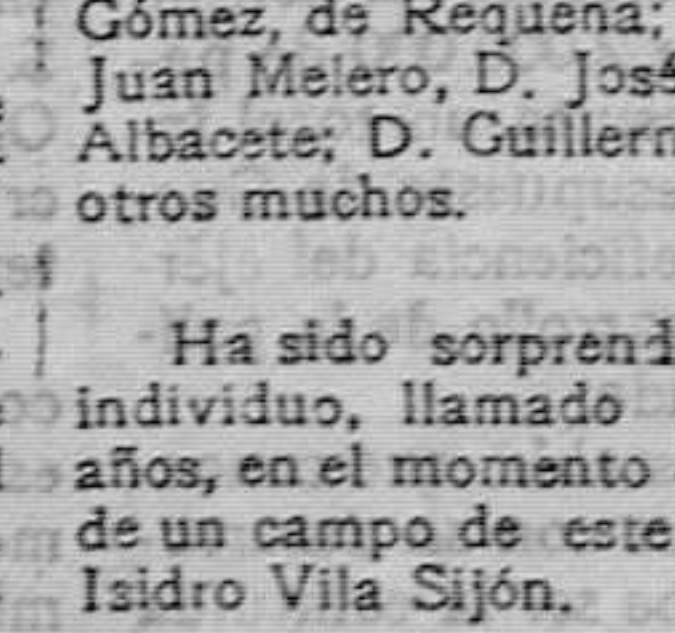 Gómez, de Requena;
Juan Melero, D. José
Albacete; D. Guillerm
otros muchos.
Ha sido sorprend
individuo, llamado
años, en el momento
de un campo de este
Isidro Vila Sijón.